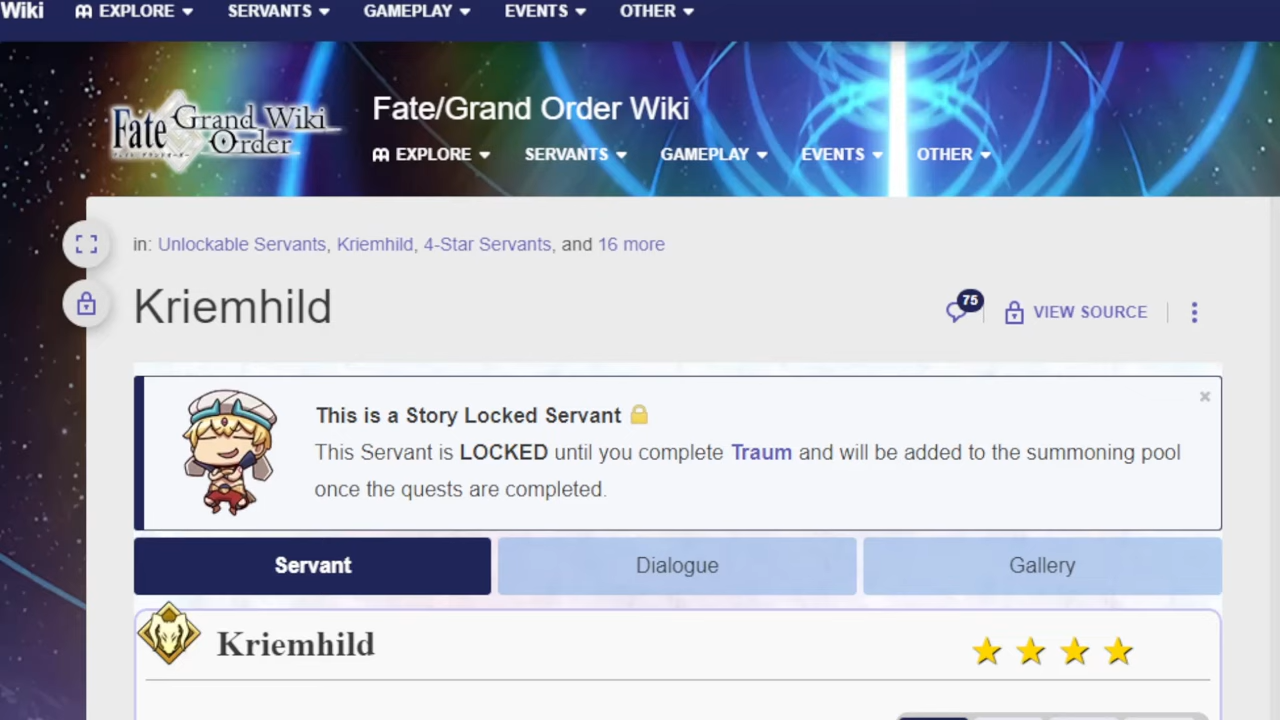 Wiki EXPLORE SERVANTS GAMEPLAY EVENTS OTHER
Fate/Grand Order Wiki
Fate Grand Wiki
Order
EXPLORE SERVANTS GAMEPLAY EVENTS OTHER
in: Unlockable Servants, Kriemhild, 4-Star Servants, and 16 more
Kriemhild
75
VIEW SOURCE
This is a Story Locked Servant
This Servant is LOCKED until you complete Traum and will be added to the summoning pool
once the quests are completed.
Servant
Dialogue
Gallery
Kriemhild